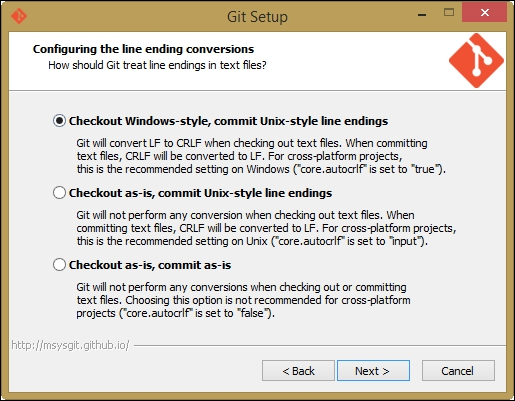 Git Setup
Configuring the line ending conversions
How should Git treat line endings in text files?
Checkout Windows-style, commit Unix-style line endings
Git will convert LF to CRLF when checking out text files. When committing
text files, CRLF will be converted to LF. For cross-platform projects,
this is the recommended setting on Windows ("core.autocrlf" is set to "true").
Checkout as-is, commit Unix-style line endings
Git will not perform any conversion when checking out text files. When
committing text files, CRLF will be converted to LF. For cross-platform projects,
this is the recommended setting on Unix ("core.autocrlf" is set to "input").
Checkout as-is, commit as-is
Git will not perform any conversions when checking out or committing
text files. Choosing this option is not recommended for cross-platform
projects ("core.autocrlf" is set to "false").
http://msysgit.github.io/
< Back
Next >
Cancel